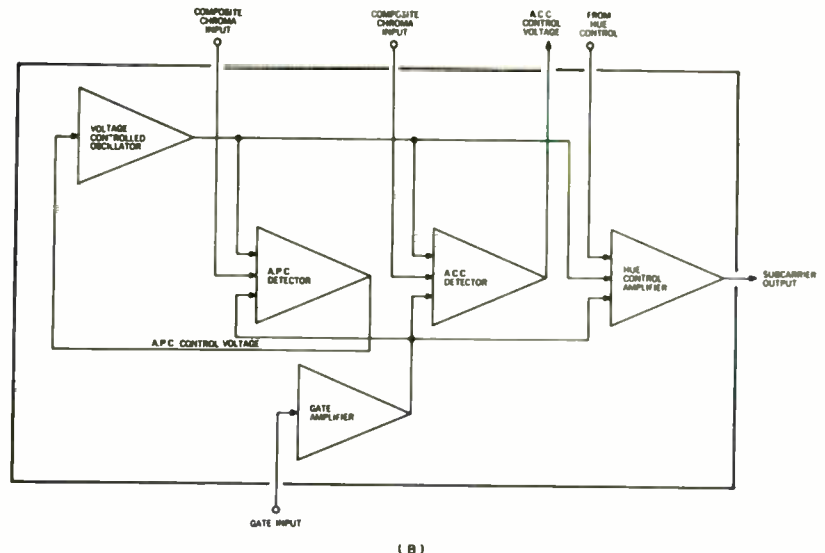 COMPOSITE
CHROMA
INPUT
COMPOSITE
CHROMA
INPUT
A.C.C
CONTROL
VOLTAGE
FROM
HUE
CONTROL
VOLTAGE
CONTROLLED
OSCILLATOR
A.P.C
DETECTOR
A.C.C
DETECTOR
HUE
CONTROL
AMPLIFIER
SUBCARRIER
OUTPUT
A.P.C CONTROL VOLTAGE
GATE
AMPLIFIER
GATE INPUT
(B)